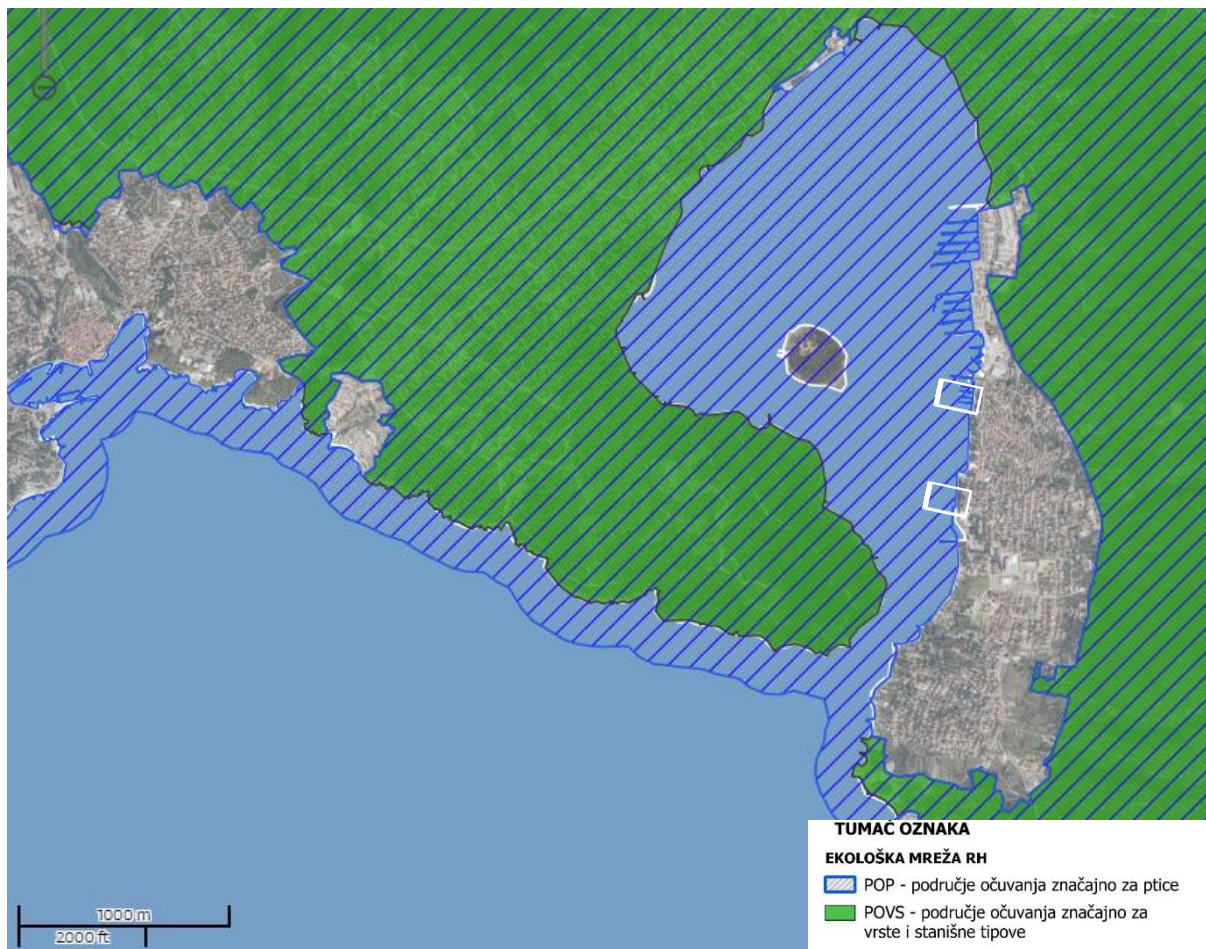 1000 m
2000 ft
TUMAČ OZNAKA
EKOLOŠKA MREŽA RH
POP - područje očuvanja značajno za ptice
POVS - područje očuvanja značajno za
vrste i stanišne tipove